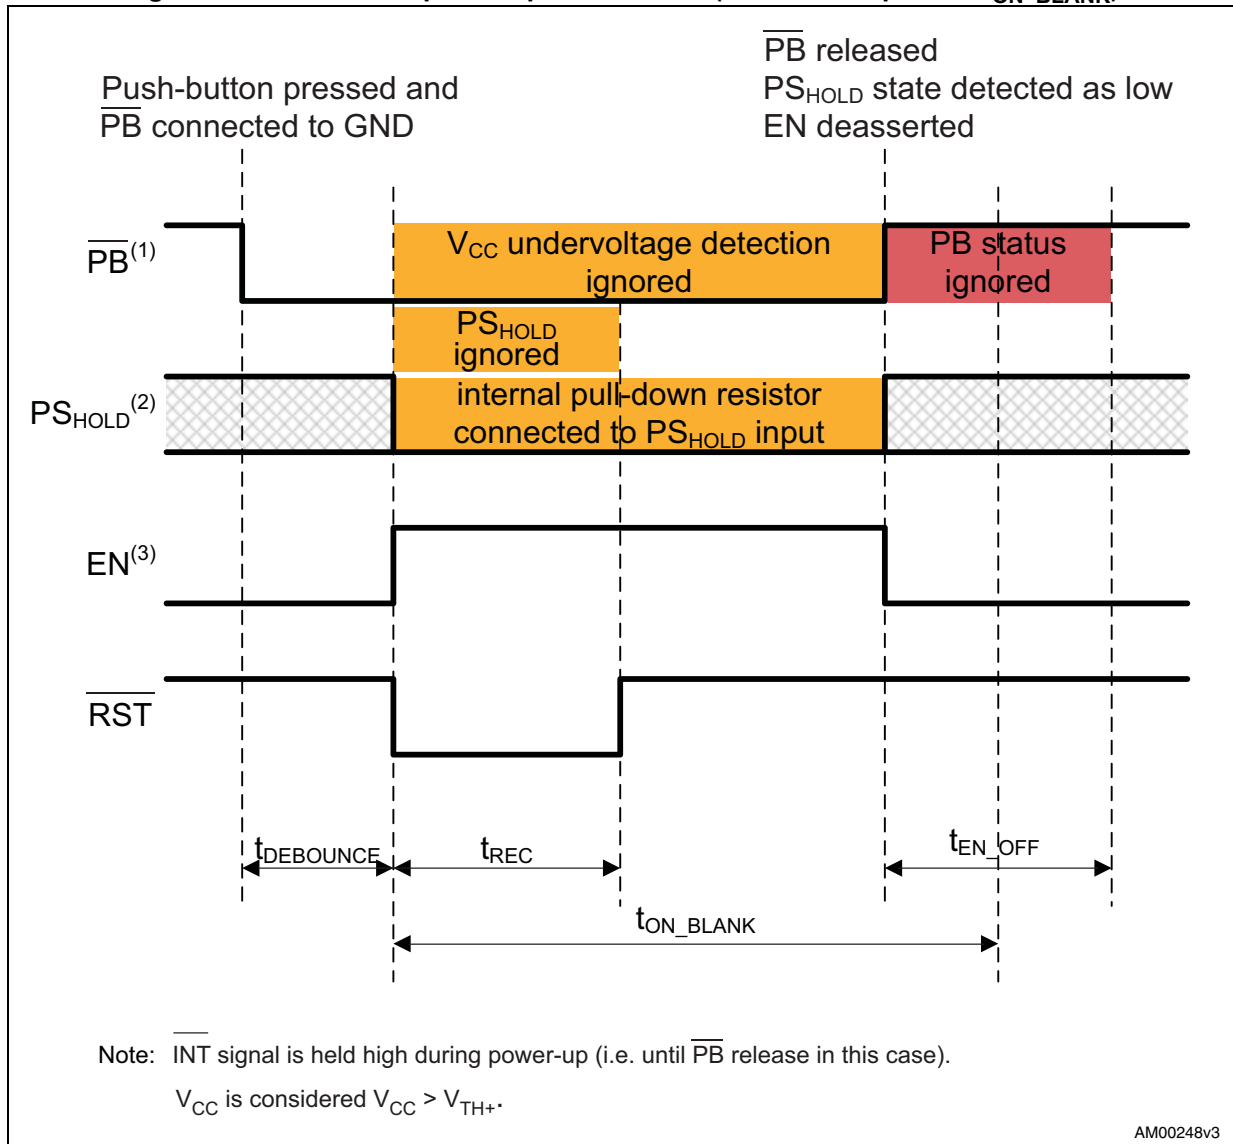 PB released
Push-button pressed and
PS_HOLD state detected as low
PB connected to GND
EN deasserted
PB(1)
V_CC undervoltage detection
ignored
PB status
ignored
PS_HOLD
ignored
PS_HOLD(2)
internal pull-down resistor
connected to PS_HOLD input
EN(3)
RST
t_DEBOUNCE
t_REC
t_EN_OFF
t_ON_BLANK
Note: INT signal is held high during power-up (i.e. until PB release in this case).
V_CC is considered V_CC > V_TH+.
AM00248v3